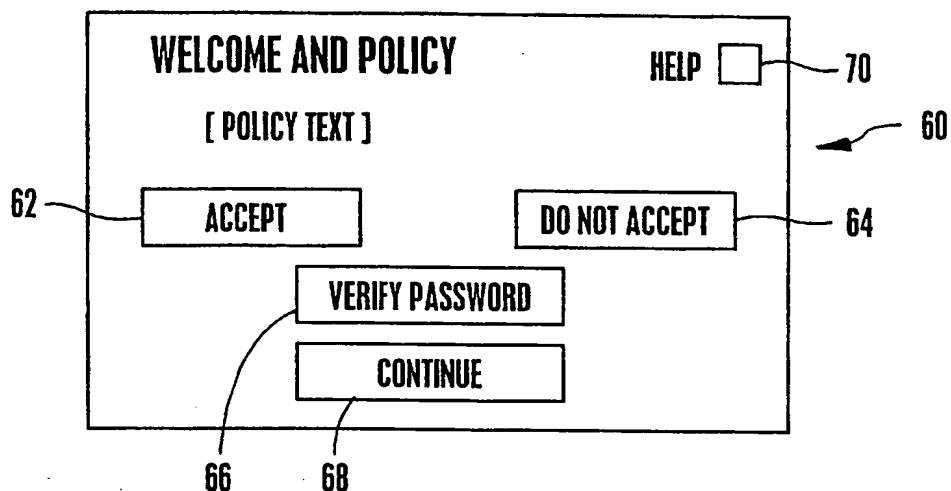 WELCOME AND POLICY
HELP
70
[ POLICY TEXT ]
60
62
ACCEPT
DO NOT ACCEPT
64
VERIFY PASSWORD
CONTINUE
66
68